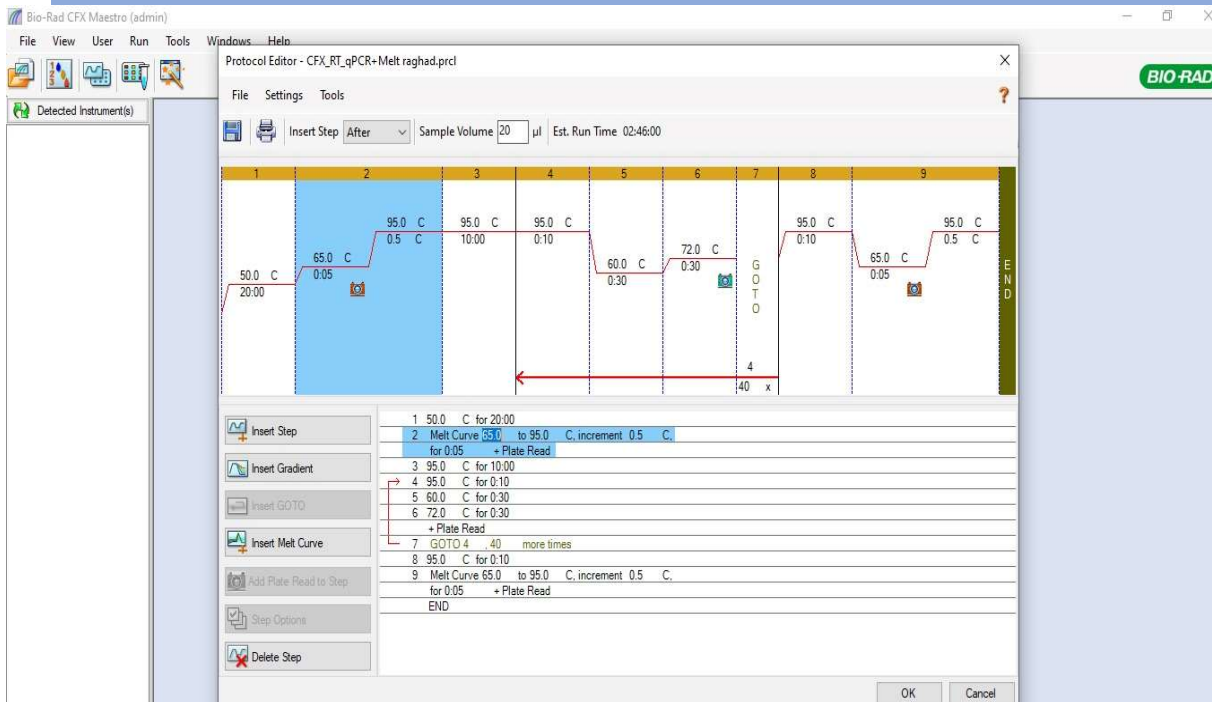 Bio-Rad CFX Maestro (admin)
File View User Run Tools Windows Help
Protocol Editor - CFX_RT_qPCR+Melt raghad.prcl
BIO-RAD
File Settings Tools
?
Detected Instrument(s)
Insert Step After Sample Volume 20 µl Est. Run Time 02:46:00
1 2 3 4 5 6 7 8 9
50.0 C
20:00
65.0 C
0:05
95.0 C
0.5 C
95.0 C
10:00
95.0 C
0:10
60.0 C
0:30
72.0 C
0:30
GOTO
4
40 x
95.0 C
0:10
65.0 C
0:05
95.0 C
0.5 C
END
Insert Step
Insert Gradient
Insert GOTO
Insert Melt Curve
Add Plate Read to Step
Step Options
Delete Step
1 50.0 C for 20:00
2 Melt Curve 65.0 to 95.0 C, increment 0.5 C,
for 0:05 + Plate Read
3 95.0 C for 10:00
4 95.0 C for 0:10
5 60.0 C for 0:30
6 72.0 C for 0:30
+ Plate Read
7 GOTO 4 , 40 more times
8 95.0 C for 0:10
9 Melt Curve 65.0 to 95.0 C, increment 0.5 C,
for 0:05 + Plate Read
END
OK Cancel